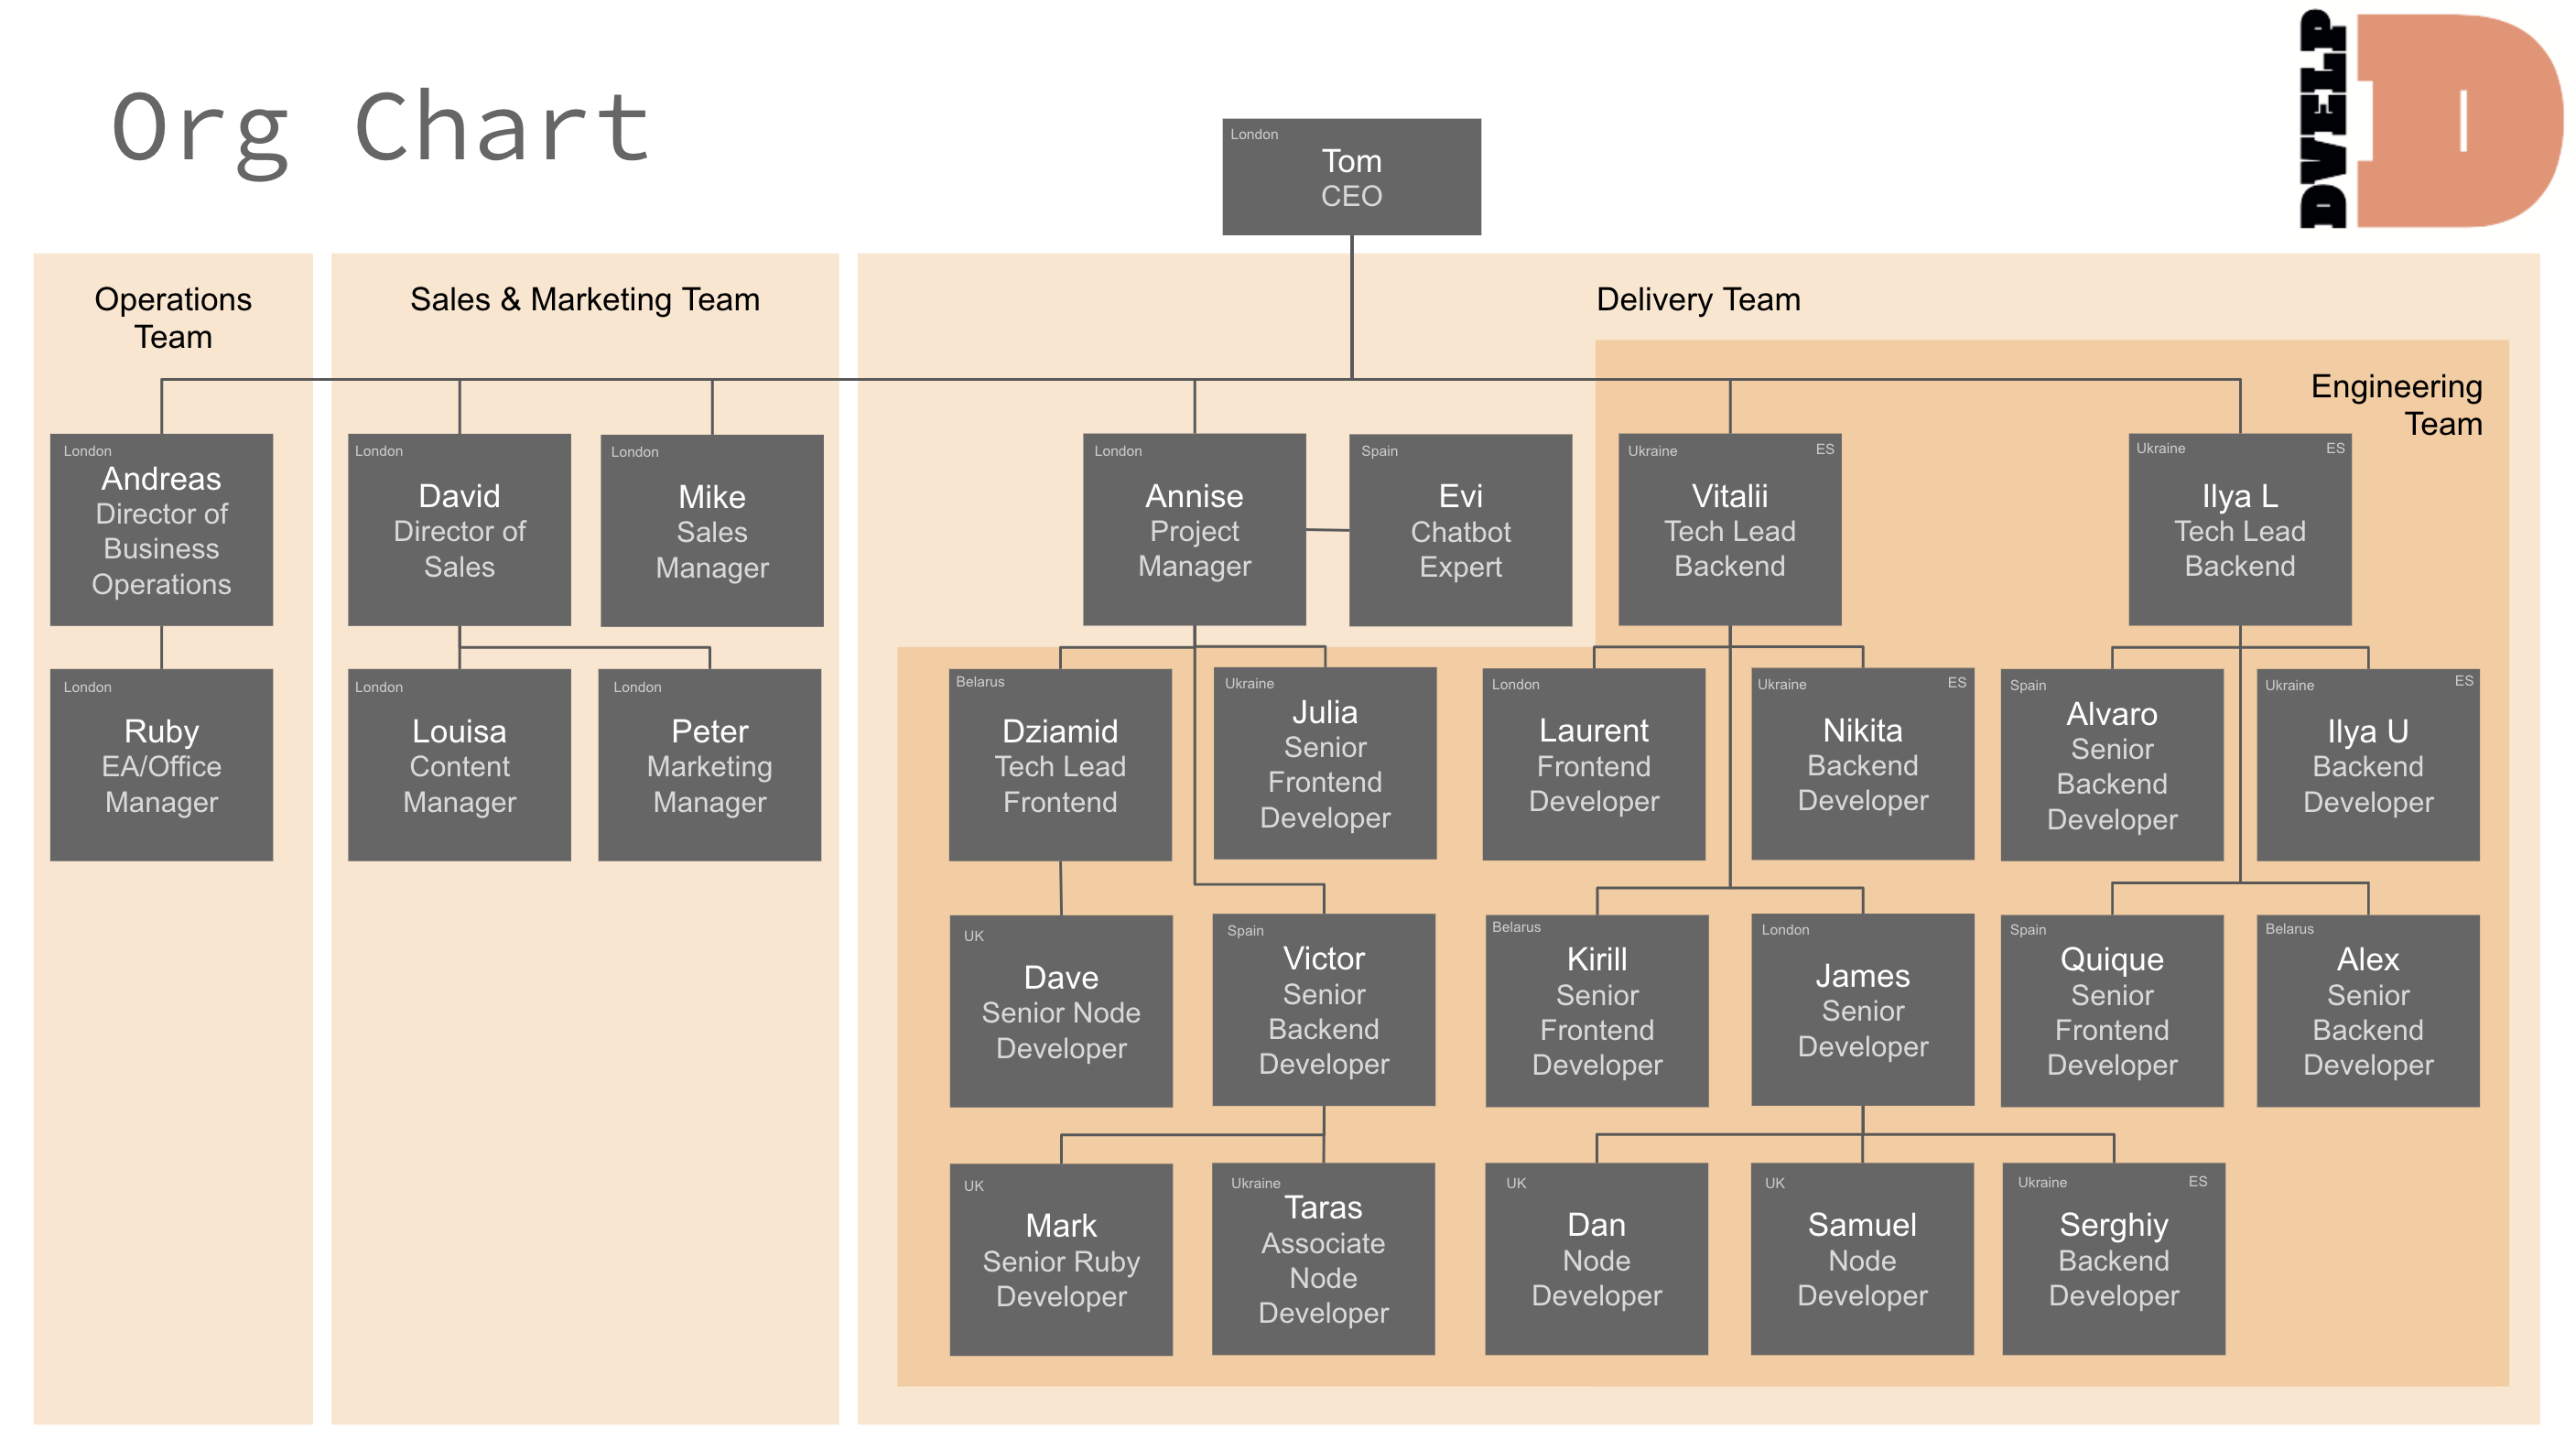 Org Chart
DVELP
D
London
Tom
CEO
Operations
Team
Sales & Marketing Team
Delivery Team
Engineering
Team
London
Andreas
Director of
Business
Operations
London
David
Director of
Sales
London
Mike
Sales
Manager
London
Annise
Project
Manager
Spain
Evi
Chatbot
Expert
Ukraine ES
Vitalii
Tech Lead
Backend
Ukraine ES
Ilya L
Tech Lead
Backend
London
Ruby
EA/Office
Manager
London
Louisa
Content
Manager
London
Peter
Marketing
Manager
Belarus
Dziamid
Tech Lead
Frontend
Ukraine
Julia
Senior
Frontend
Developer
London
Laurent
Frontend
Developer
Ukraine ES
Nikita
Backend
Developer
Spain
Alvaro
Senior
Backend
Developer
Ukraine ES
Ilya U
Backend
Developer
UK
Dave
Senior Node
Developer
Spain
Victor
Senior
Backend
Developer
Belarus
Kirill
Senior
Frontend
Developer
London
James
Senior
Developer
Spain
Quique
Senior
Frontend
Developer
Belarus
Alex
Senior
Backend
Developer
UK
Mark
Senior Ruby
Developer
Ukraine
Taras
Associate
Node
Developer
UK
Dan
Node
Developer
UK
Samuel
Node
Developer
Ukraine ES
Serghiy
Backend
Developer